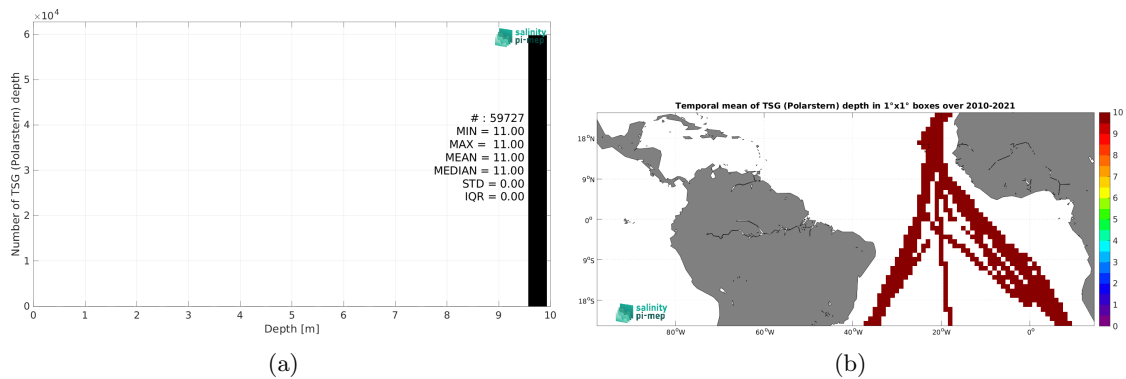 ×10⁴
6
5
4
3
2
1
0
Number of TSG (Polarstern) depth
salinity
pi-mep
# : 59727
MIN = 11.00
MAX = 11.00
MEAN = 11.00
MEDIAN = 11.00
STD = 0.00
IQR = 0.00
0 1 2 3 4 5 6 7 8 9 10
Depth [m]
(a)
Temporal mean of TSG (Polarstern) depth in 1°x1° boxes over 2010-2021
18°N
9°N
0°
9°S
18°S
salinity
pi-mep
80°W 60°W 40°W 20°W 0°
10
9
8
7
6
5
4
3
2
1
0
(b)